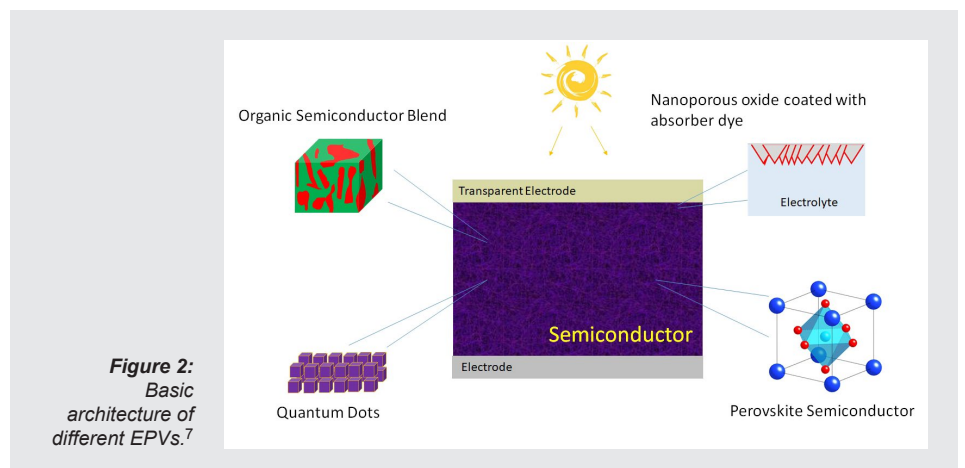 Organic Semiconductor Blend
Nanoporous oxide coated with
absorber dye
Transparent Electrode
Electrolyte
Semiconductor
Electrode
Quantum Dots
Perovskite Semiconductor
Figure 2:
Basic
architecture of
different EPVs.⁷